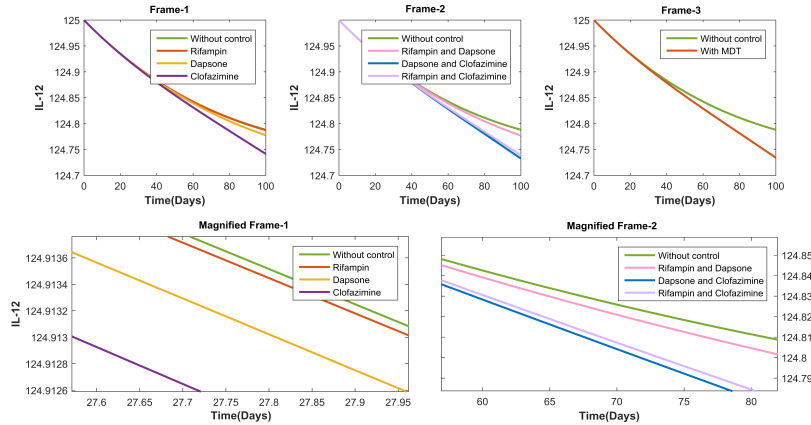 Frame-1
125
124.95
124.9
124.85
124.8
124.75
124.7
IL-12
0 20 40 60 80 100
Time(Days)
Without control
Rifampin
Dapsone
Clofazimine
Frame-2
125
124.95
124.9
124.85
124.8
124.75
124.7
IL-12
0 20 40 60 80 100
Time(Days)
Without control
Rifampin and Dapsone
Dapsone and Clofazimine
Rifampin and Clofazimine
Frame-3
125
124.95
124.9
124.85
124.8
124.75
124.7
IL-12
0 20 40 60 80 100
Time(Days)
Without control
With MDT
Magnified Frame-1
124.9136
124.9134
124.9132
124.913
124.9128
124.9126
IL-12
27.6 27.65 27.7 27.75 27.8 27.85 27.9 27.95
Time(Days)
Without control
Rifampin
Dapsone
Clofazimine
Magnified Frame-2
124.85
124.84
124.83
124.82
124.81
124.8
124.79
60 65 70 75 80
Time(Days)
Without control
Rifampin and Dapsone
Dapsone and Clofazimine
Rifampin and Clofazimine